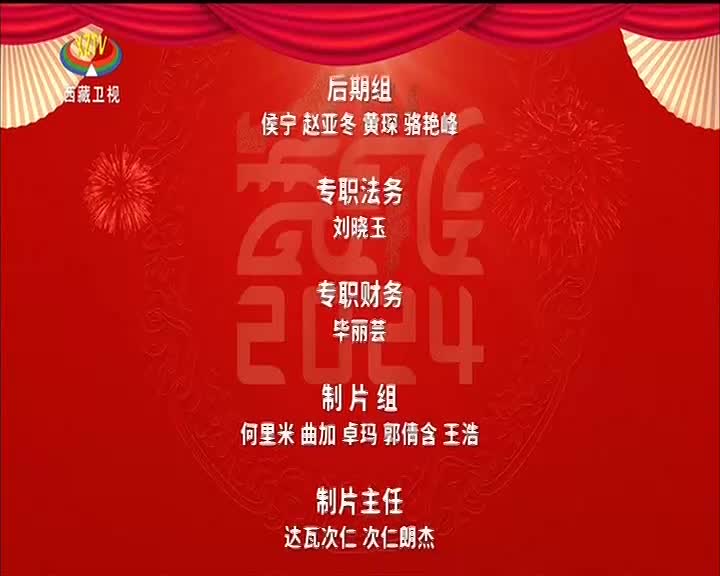 XZTV
西藏卫视
后期组
侯宁 赵亚冬 黄琛 骆艳峰
专职法务
刘晓玉
专职财务
毕丽芸
2024
制片组
何里米 曲加 卓玛 郭倩含 王浩
制片主任
达瓦次仁 次仁朗杰